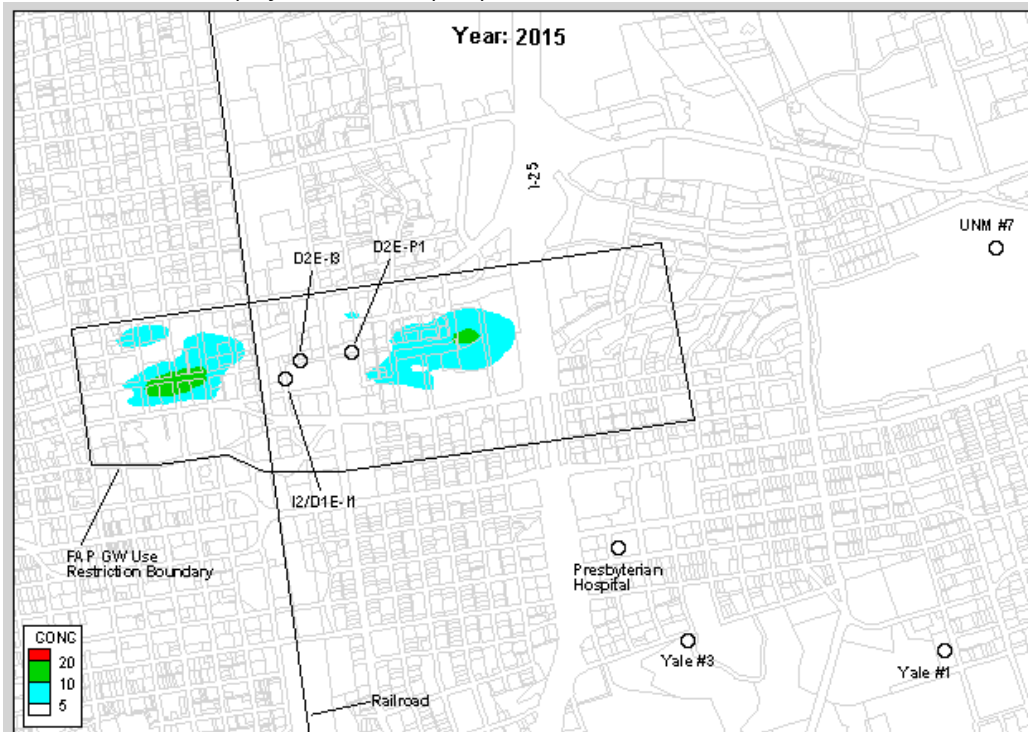 Year: 2015
I-25
UNM #7
D2E-P1
D2E-I3
I2/D1E-I1
FAP GW Use
Restriction Boundary
Presbyterian
Hospital
Yale #3
Yale #1
Railroad
CONC
20
10
5